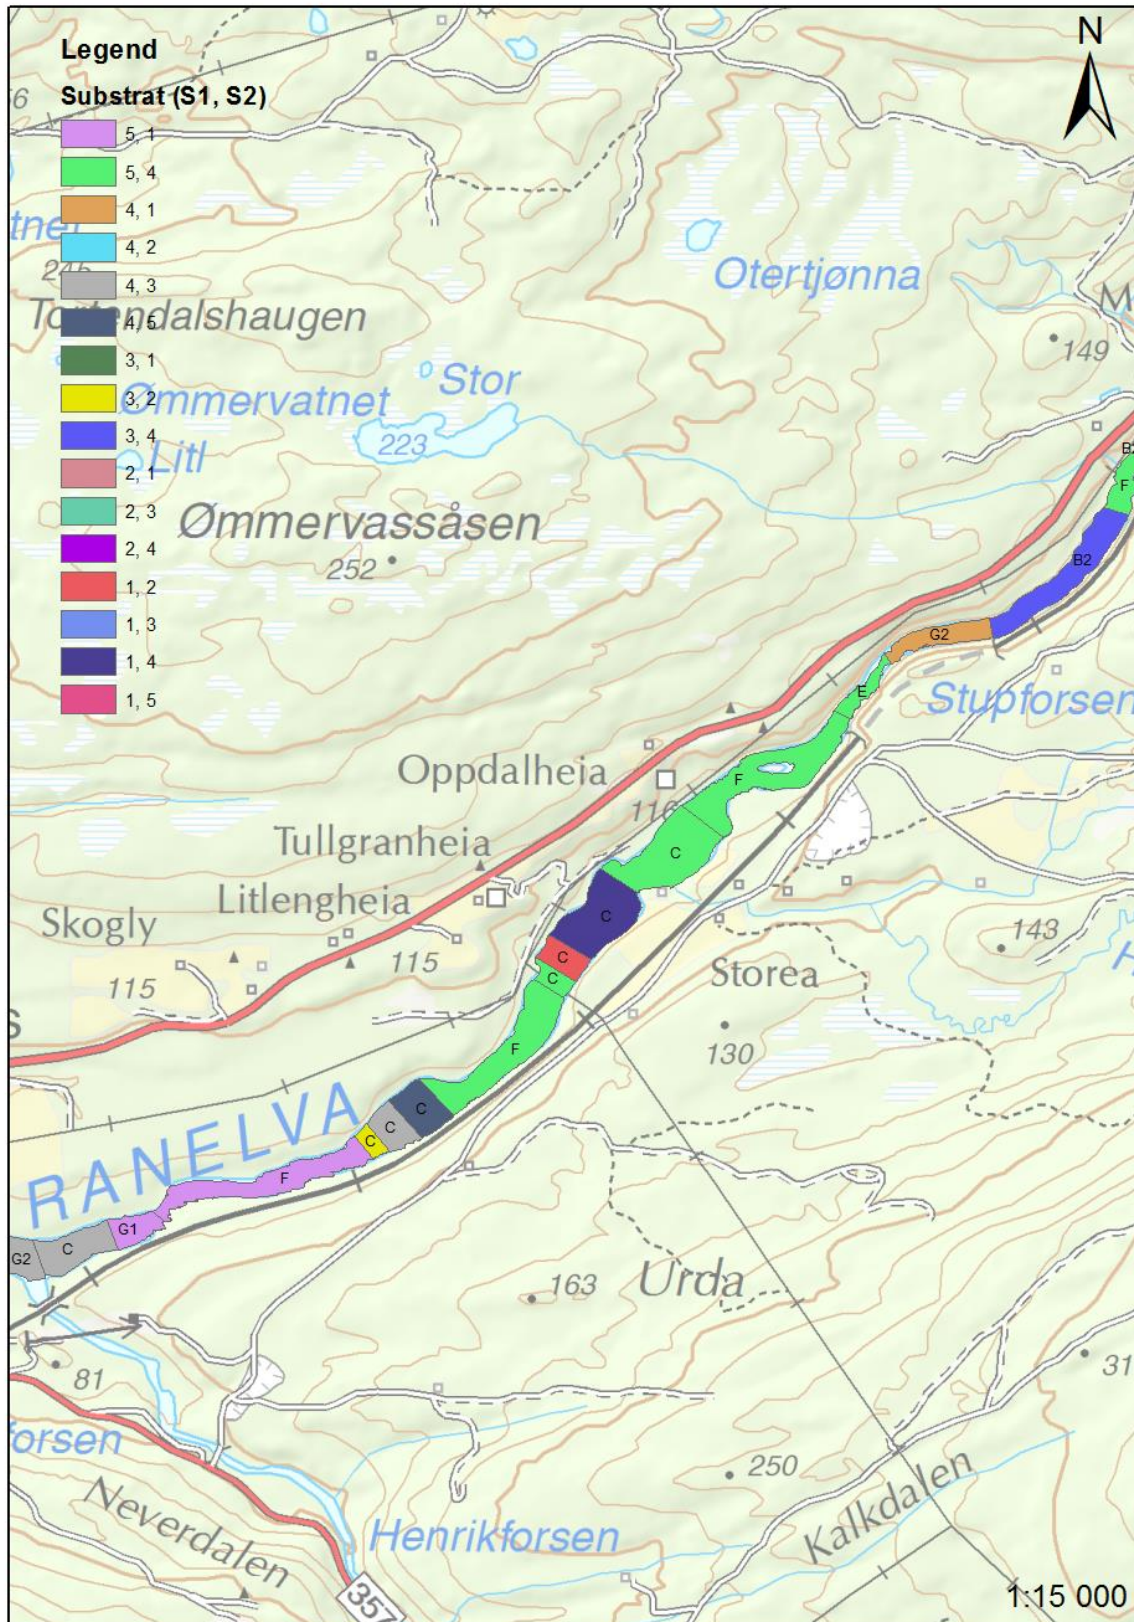 N
Legend
Substrat (S1, S2)
5, 1
5, 4
4, 1
4, 2
4, 3
4, 5
3, 1
3, 2
3, 4
2, 1
2, 3
2, 4
1, 2
1, 3
1, 4
1, 5
Otertjønna
Tortendalshaugen
149
Stor
Ømmervatnet
Litl
223
Ømmervassåsen
252
F
B2
G2
E
Stupforsen
Oppdalheia
F
116
C
Tullgranheia
Litlengheia
C
Skogly
115
115
C
C
143
Storea
F
130
RANELVA
C
C
C
F
G1
C
G2
Urda
163
81
forsen
250
Neverdalen
Henrikforsen
Kalkdalen
357
1:15 000